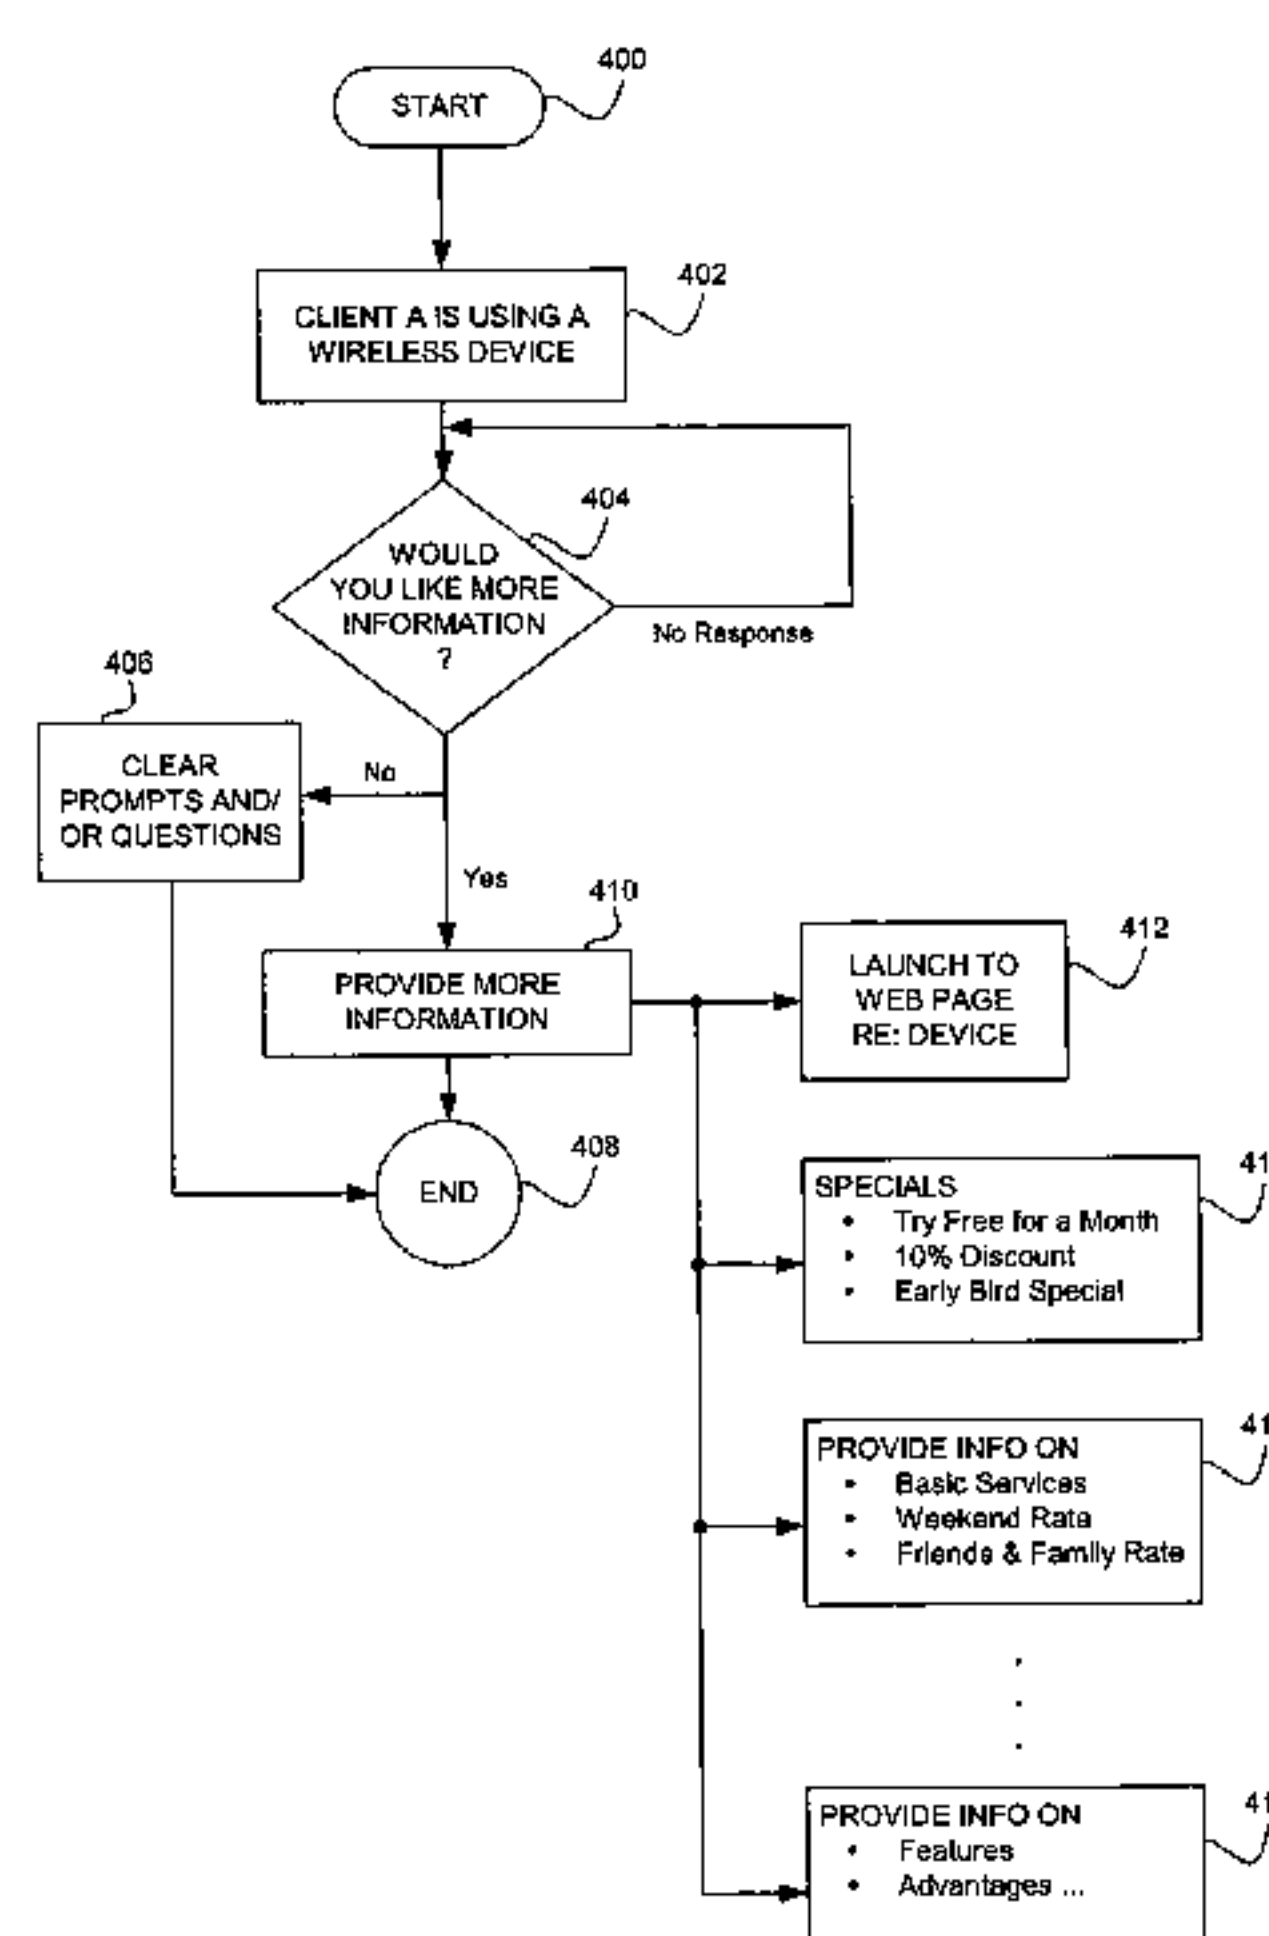 400
START
402
CLIENT A IS USING A
WIRELESS DEVICE
404
WOULD
YOU LIKE MORE
INFORMATION
?
No Response
406
CLEAR
PROMPTS AND/
OR QUESTIONS
No
Yes
410
PROVIDE MORE
INFORMATION
412
LAUNCH TO
WEB PAGE
RE: DEVICE
408
END
SPECIALS
• Try Free for a Month
• 10% Discount
• Early Bird Special
PROVIDE INFO ON
• Basic Services
• Weekend Rate
• Friends & Family Rate
PROVIDE INFO ON
• Features
• Advantages ...